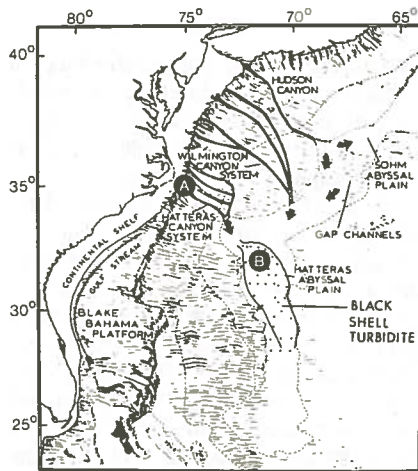 80° 75° 70° 65°
40°
HUDSON
CANYON
WILMINGTON
CANYON
SYSTEM
SOHM
ABYSSAL
PLAIN
35°
A
HATTERAS
CANYON
SYSTEM
GAP CHANNELS
CONTINENTAL SHELF
GULF STREAM
B
HATTERAS
ABYSSAL
PLAIN
30°
BLAKE
BAHAMA
PLATFORM
BLACK
SHELL
TURBIDITE
25°